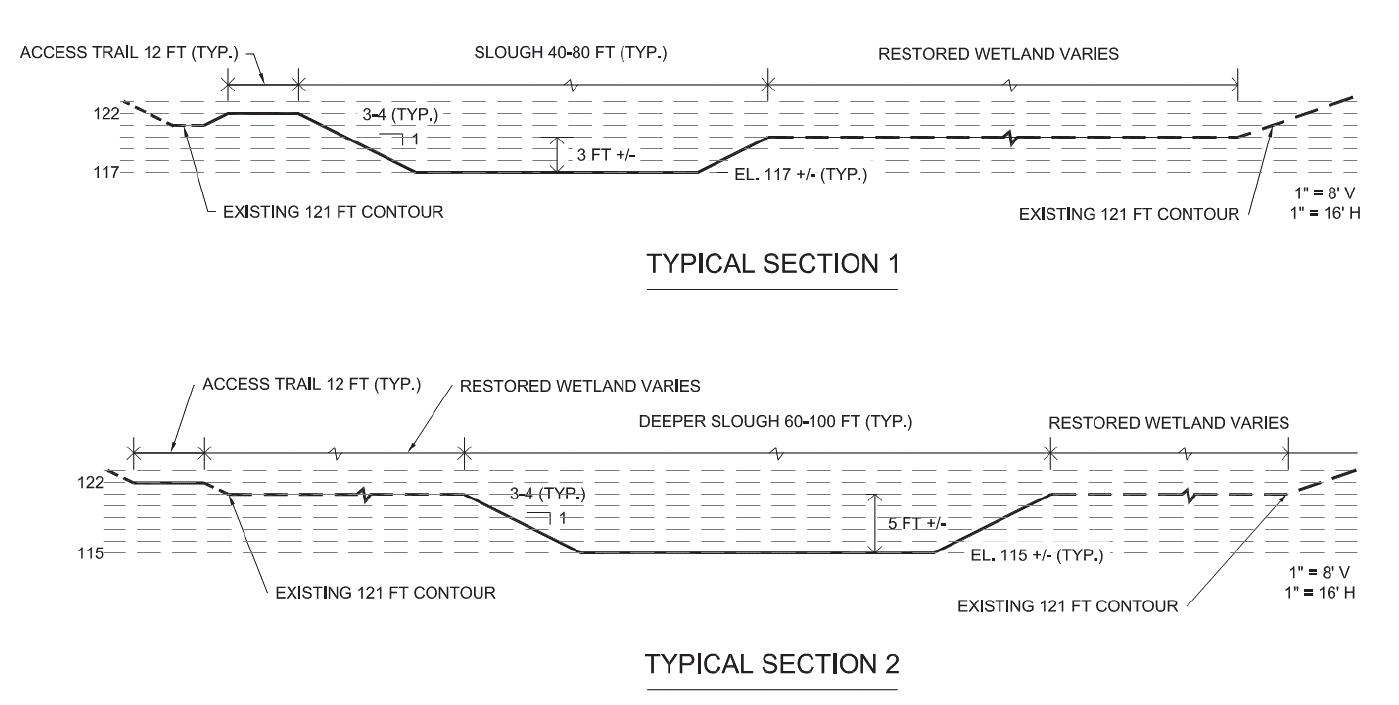 ACCESS TRAIL 12 FT (TYP.)
SLOUGH 40-80 FT (TYP.)
RESTORED WETLAND VARIES
122
3-4 (TYP.)
1
3 FT +/-
117
EL. 117 +/- (TYP.)
EXISTING 121 FT CONTOUR
EXISTING 121 FT CONTOUR
1" = 8' V
1" = 16' H
TYPICAL SECTION 1
ACCESS TRAIL 12 FT (TYP.)
RESTORED WETLAND VARIES
DEEPER SLOUGH 60-100 FT (TYP.)
RESTORED WETLAND VARIES
122
3-4 (TYP.)
1
5 FT +/-
115
EL. 115 +/- (TYP.)
EXISTING 121 FT CONTOUR
EXISTING 121 FT CONTOUR
1" = 8' V
1" = 16' H
TYPICAL SECTION 2